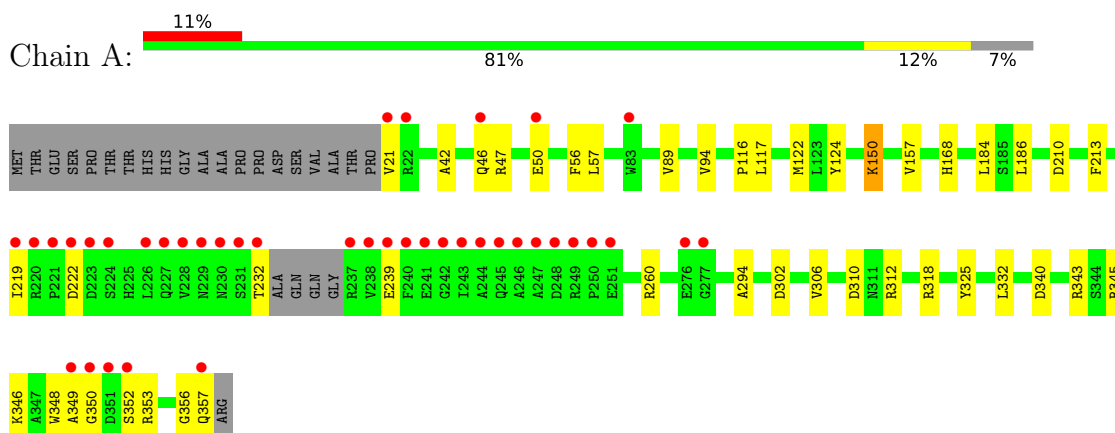 11%
Chain A:
81% 12% 7%
MET THR GLU SER PRO THR THR HIS HIS GLY ALA ALA PRO PRO ASP SER VAL ALA THR PRO V21 R22 A42 Q46 R47 E50 F56 L57 W83 V89 V94 P116 L117 M122 L123 Y124 K150 V157 H168 L184 S185 L186 D210 F213
I219 R220 P221 D222 D223 S224 H225 L226 Q227 V228 N229 N230 S231 T232 ALA GLN GLN GLY R237 V238 E239 F240 E241 G242 I243 A244 Q245 A246 A247 D248 R249 P250 E251 R260 E276 G277 A294 D302 V306 D310 N311 R312 R318 Y325 L332 D340 R343 S344
K346 A347 W348 A349 G350 D351 S352 R353 G356 Q357 ARG